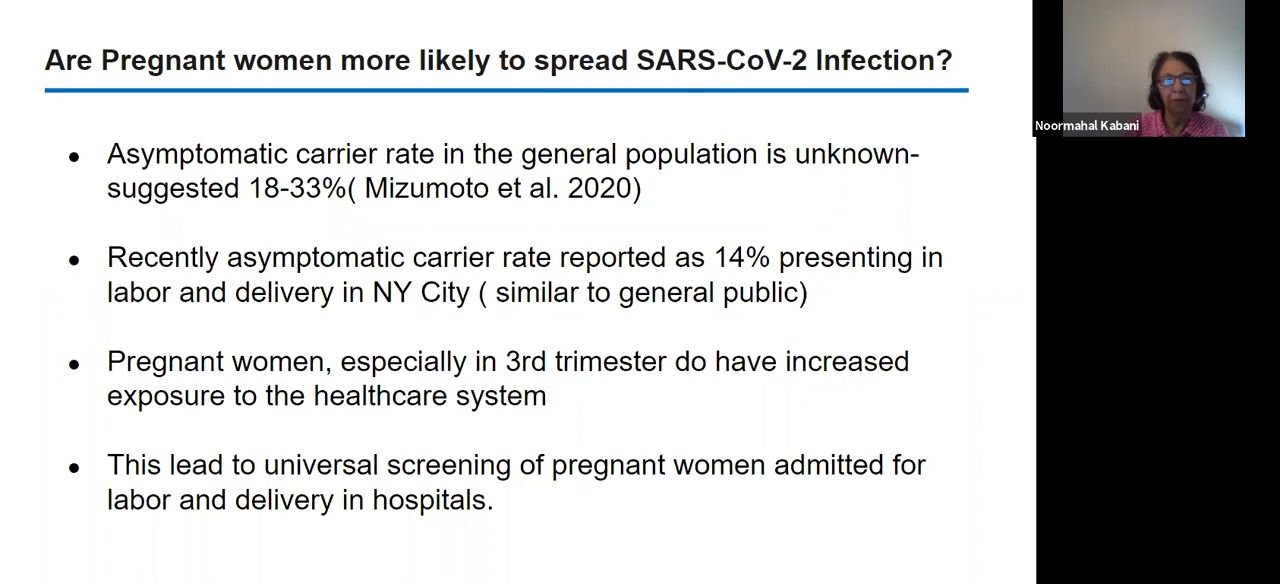 Are Pregnant women more likely to spread SARS-CoV-2 Infection?
Noormahal Kabani
● Asymptomatic carrier rate in the general population is unknown-
suggested 18-33%( Mizumoto et al. 2020)
● Recently asymptomatic carrier rate reported as 14% presenting in
labor and delivery in NY City ( similar to general public)
● Pregnant women, especially in 3rd trimester do have increased
exposure to the healthcare system
● This lead to universal screening of pregnant women admitted for
labor and delivery in hospitals.